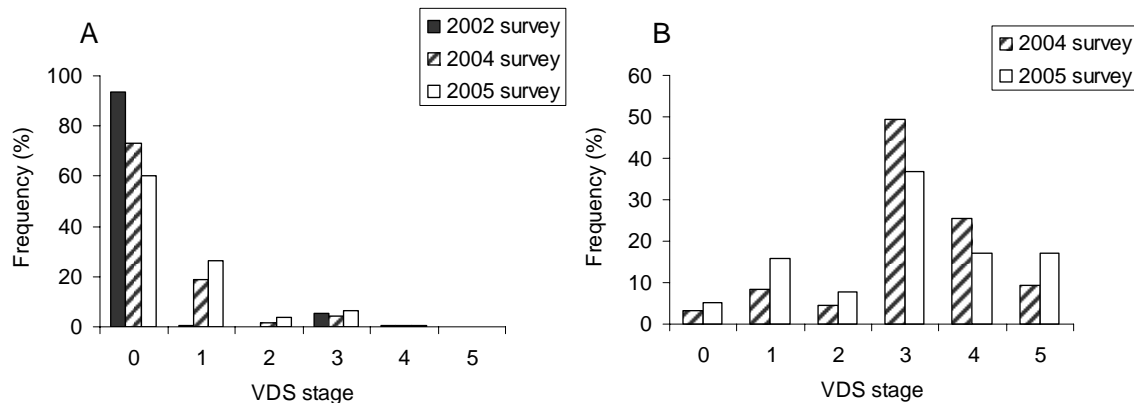 A
2002 survey
2004 survey
2005 survey
100
80
60
40
20
0
Frequency (%)
0 1 2 3 4 5
VDS stage
B
2004 survey
2005 survey
60
50
40
30
20
10
0
Frequency (%)
0 1 2 3 4 5
VDS stage